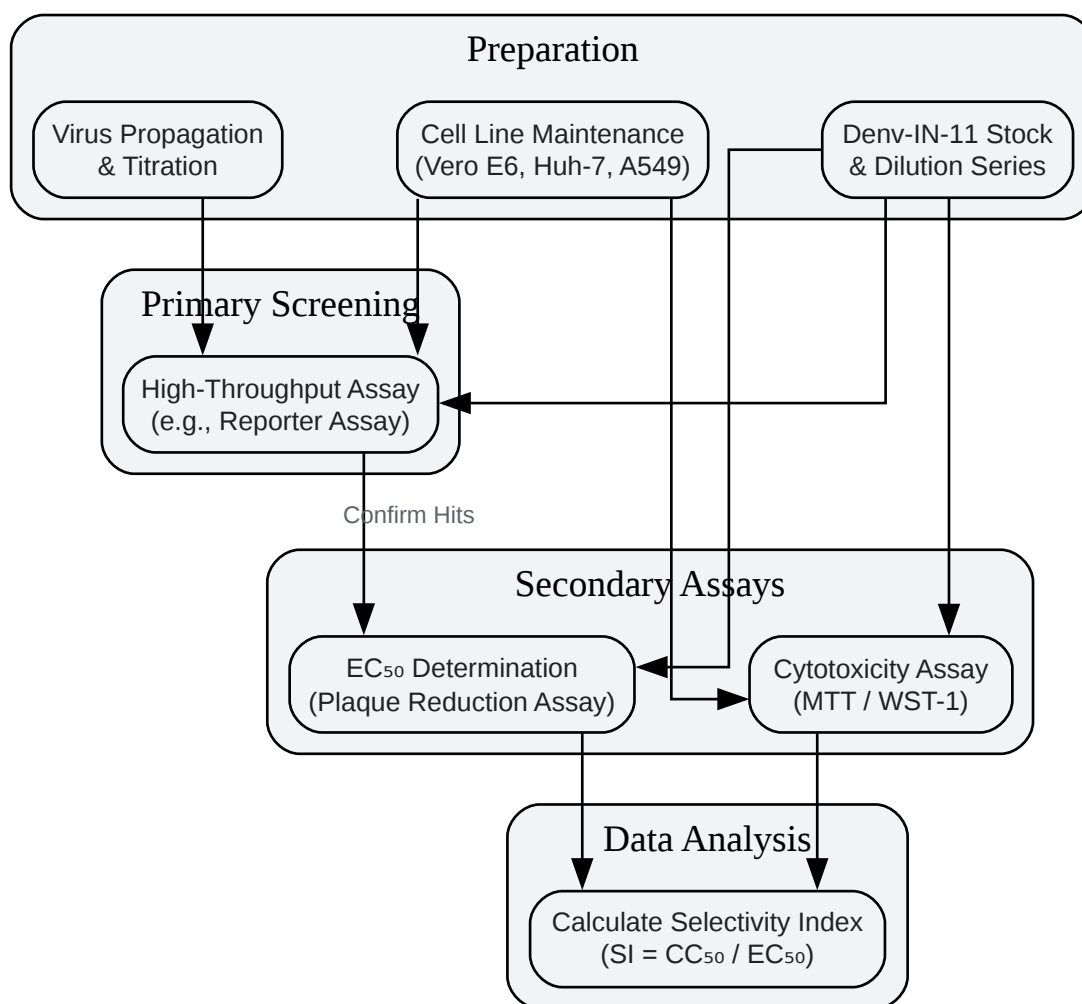 Preparation
Virus Propagation
& Titration
Cell Line Maintenance
(Vero E6, Huh-7, A549)
Denv-IN-11 Stock
& Dilution Series
Primary Screening
High-Throughput Assay
(e.g., Reporter Assay)
Confirm Hits
Secondary Assays
EC₅₀ Determination
(Plaque Reduction Assay)
Cytotoxicity Assay
(MTT / WST-1)
Data Analysis
Calculate Selectivity Index
(SI = CC₅₀ / EC₅₀)